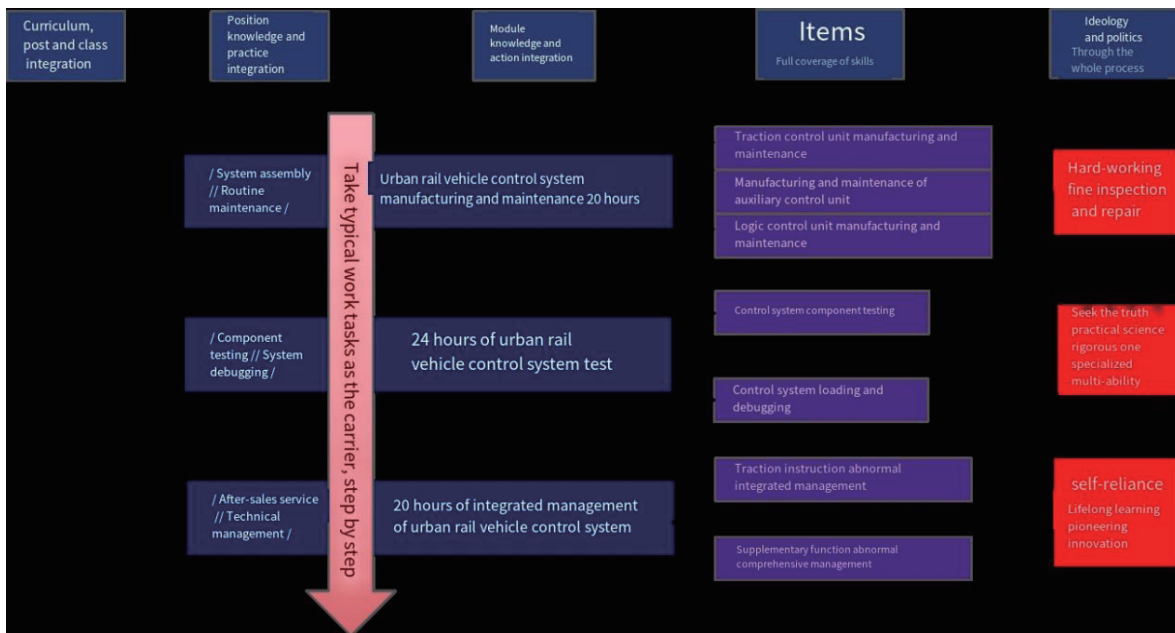 Curriculum,
post and class
integration
Position
knowledge and
practice
integration
Module
knowledge and
action integration
Items
Full coverage of skills
Ideology
and politics
Through the
whole process
Take typical work tasks as the carrier, step by step
/ System assembly
// Routine
maintenance /
Urban rail vehicle control system
manufacturing and maintenance 20 hours
Traction control unit manufacturing and
maintenance
Manufacturing and maintenance of
auxiliary control unit
Logic control unit manufacturing and
maintenance
Hard-working
fine inspection
and repair
/ Component
testing // System
debugging /
24 hours of urban rail
vehicle control system test
Control system component testing
Control system loading and
debugging
Seek the truth
practical science
rigorous one
specialized
multi-ability
/ After-sales service
// Technical
management /
20 hours of integrated management
of urban rail vehicle control system
Traction instruction abnormal
integrated management
Supplementary function abnormal
comprehensive management
self-reliance
Lifelong learning
pioneering
innovation